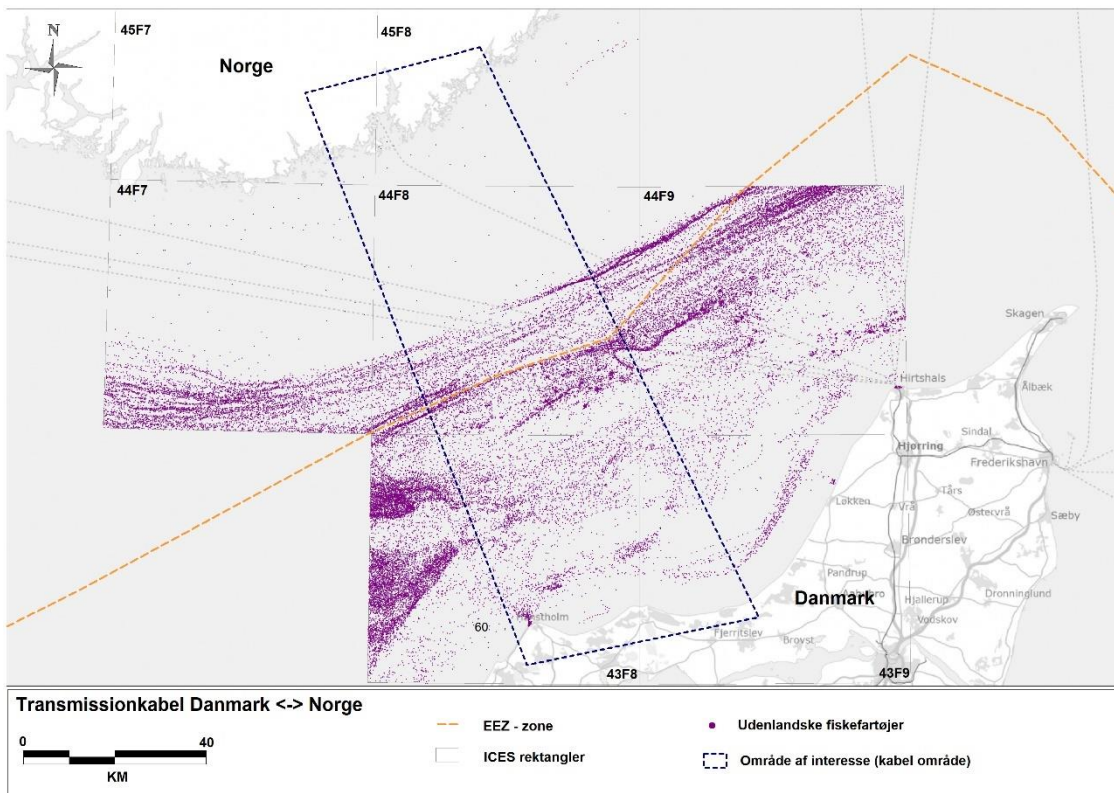 45F7
45F8
N
Norge
44F7
44F8
44F9
Skagen
Hirtshals
Ålbæk
Sindal
Hjørring
Frederikshavn
Løkken
Vrå
Tårs
Østervrå
Sæby
Brønderslev
Pandrup
Danmark
Hjallerup
Dronninglund
60
Fjerritslev
Brovst
Vodskov
43F8
43F9
Transmissionkabel Danmark <-> Norge
0 40
KM
EEZ - zone
ICES rektangler
Udenlandske fiskefartøjer
Område af interesse (kabel område)